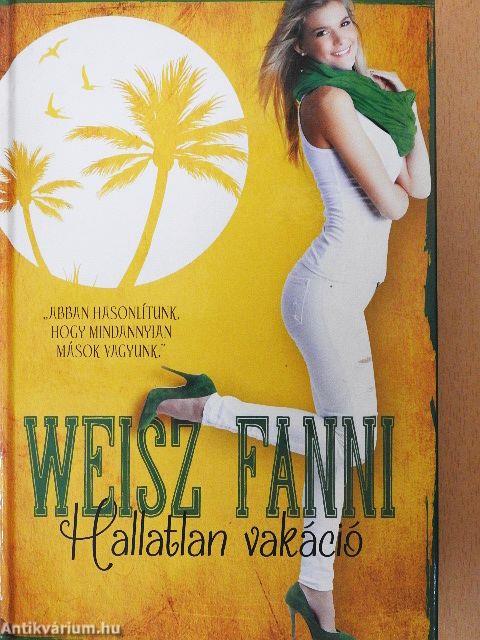 „ABBAN HASONLÍTUNK,
HOGY MINDANNYIAN
MÁSOK VAGYUNK."
WEISZ FANNI
Hallatlan vakáció
Antikvárium.hu